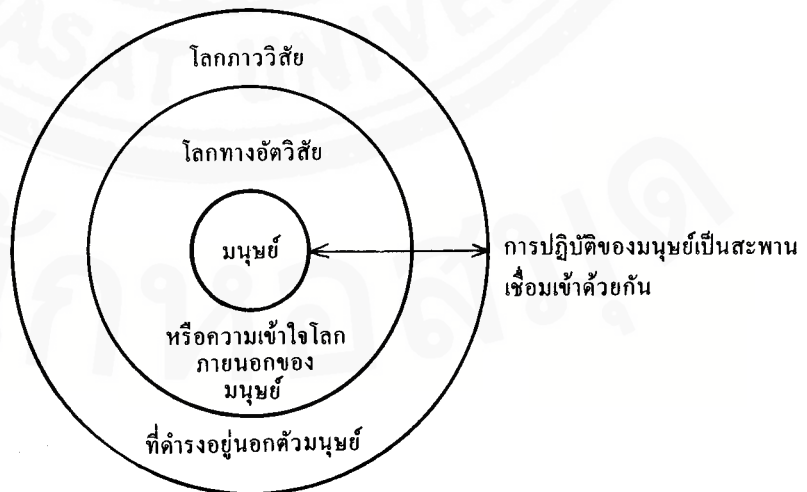 โลกภาววิสัย
โลกทางอัตวิสัย
มนุษย์
การปฏิบัติของมนุษย์เป็นสะพาน
เชื่อมเข้าด้วยกัน
หรือความเข้าใจโลก
ภายนอกของ
มนุษย์
ที่ดำรงอยู่นอกตัวมนุษย์